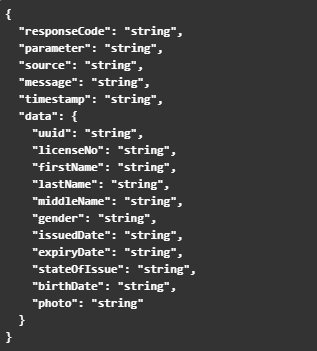 {
  "responseCode": "string",
  "parameter": "string",
  "source": "string",
  "message": "string",
  "timestamp": "string",
  "data": {
    "uuid": "string",
    "licenseNo": "string",
    "firstName": "string",
    "lastName": "string",
    "middleName": "string",
    "gender": "string",
    "issuedDate": "string",
    "expiryDate": "string",
    "stateOfIssue": "string",
    "birthDate": "string",
    "photo": "string"
  }
}